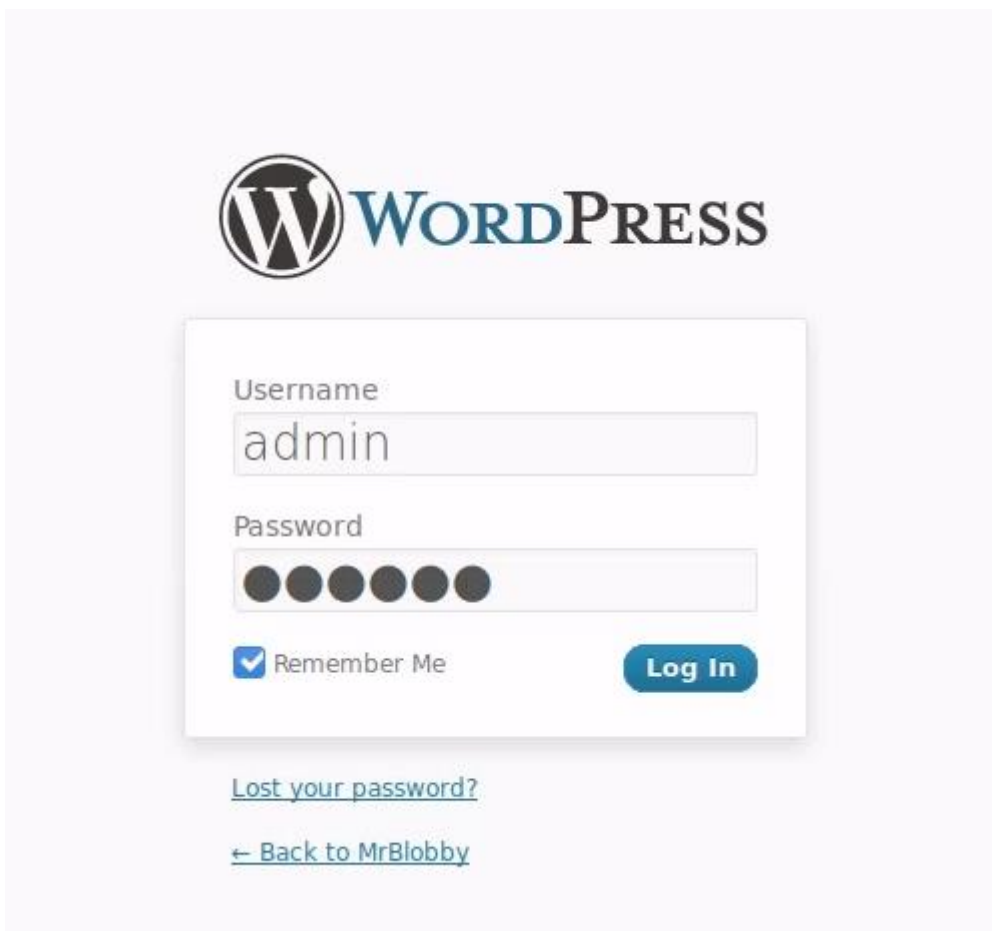 WORDPRESS
Username
admin
Password
●●●●●●
Remember Me
Log In
Lost your password?
← Back to MrBlobby